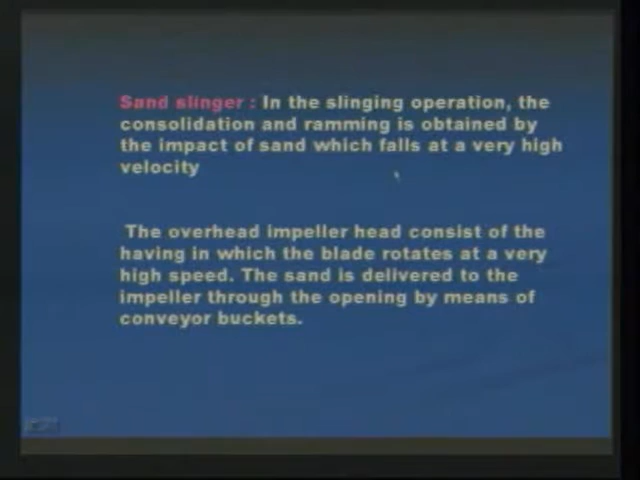 Sand slinger : In the slinging operation, the
consolidation and ramming is obtained by
the impact of sand which falls at a very high
velocity
The overhead impeller head consist of the
having in which the blade rotates at a very
high speed. The sand is delivered to the
impeller through the opening by means of
conveyor buckets.